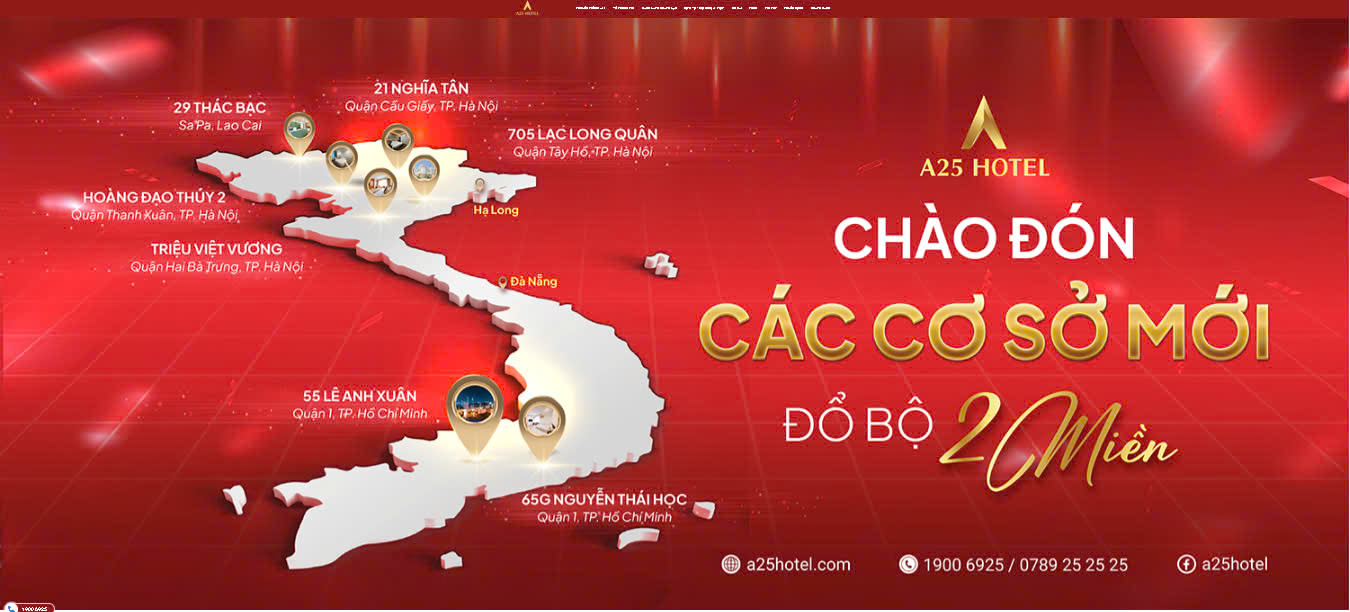 A25 HOTEL
21 NGHĨA TÂN
Quận Cầu Giấy, TP. Hà Nội
29 THÁC BẠC
Sa Pa, Lao Cai
705 LẠC LONG QUÂN
Quận Tây Hồ, TP. Hà Nội
HOÀNG ĐẠO THÚY 2
Quận Thanh Xuân, TP. Hà Nội
Hạ Long
TRIỆU VIỆT VƯƠNG
Quận Hai Bà Trưng, TP. Hà Nội
Đà Nẵng
55 LÊ ANH XUÂN
Quận 1, TP. Hồ Chí Minh
65G NGUYỄN THÁI HỌC
Quận 1, TP. Hồ Chí Minh
A25 HOTEL
CHÀO ĐÓN
CÁC CƠ SỞ MỚI
ĐỔ BỘ 2 Miền
a25hotel.com
1900 6925 / 0789 25 25 25
a25hotel
1900 6925